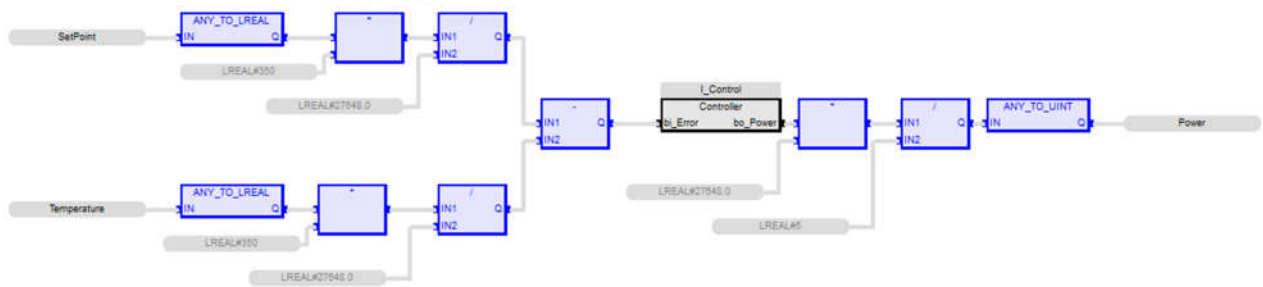 ANY_TO_LREAL
*
/
SetPoint
IN Q
IN1 Q
IN2
LREAL#350
LREAL#27648.0
I_Control
-
Controller
*
/
ANY_TO_UINT
IN1 Q
IN2
bi_Error bo_Power
IN1 Q
IN2
IN Q
Power
ANY_TO_LREAL
*
/
LREAL#27648.0
Temperature
IN Q
IN1 Q
IN2
LREAL#5
LREAL#350
LREAL#27648.0